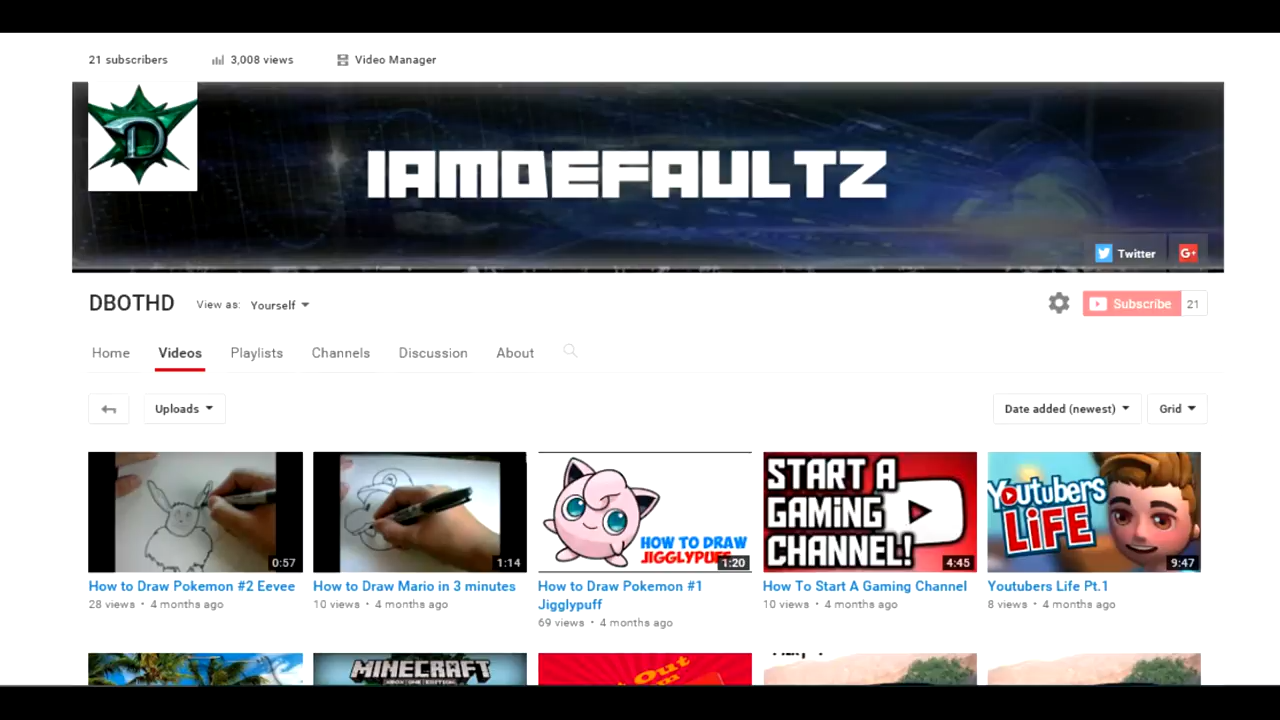 21 subscribers
3,008 views
Video Manager
D
IAMDEFAULTZ
Twitter
G+
DBOTHD
View as: Yourself
Subscribe 21
Home
Videos
Playlists
Channels
Discussion
About
Uploads
Date added (newest)
Grid
0:57
1:14
HOW TO DRAW
JIGGLYPUFF
1:20
START A
GAMING
CHANNEL!
4:45
Youtubers
LIFE
9:47
How to Draw Pokemon #2 Eevee
28 views • 4 months ago
How to Draw Mario in 3 minutes
10 views • 4 months ago
How to Draw Pokemon #1
Jigglypuff
69 views • 4 months ago
How To Start A Gaming Channel
10 views • 4 months ago
Youtubers Life Pt.1
8 views • 4 months ago
MINECRAFT
XBOX ONE EDITION
Out